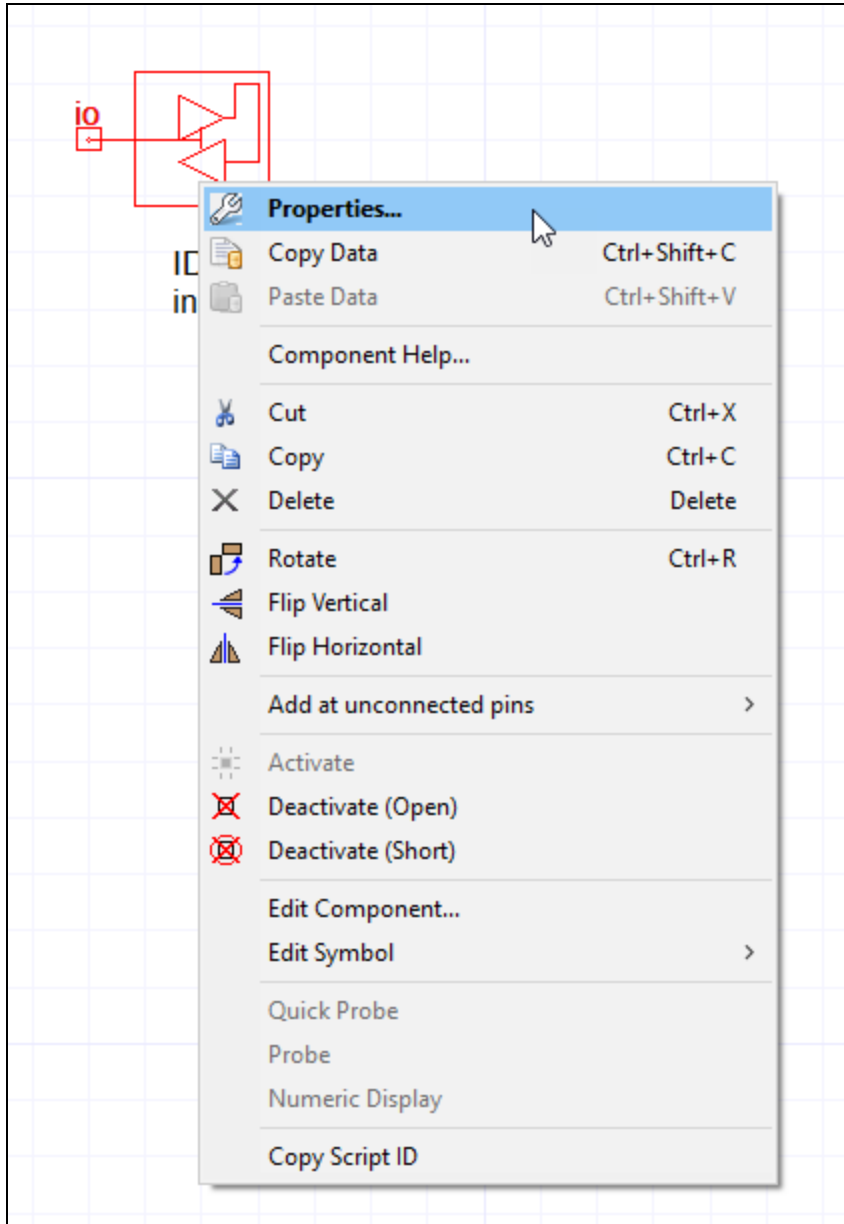 io
Properties...
ID
in
Copy Data Ctrl+Shift+C
Paste Data Ctrl+Shift+V
Component Help...
Cut Ctrl+X
Copy Ctrl+C
Delete Delete
Rotate Ctrl+R
Flip Vertical
Flip Horizontal
Add at unconnected pins
Activate
Deactivate (Open)
Deactivate (Short)
Edit Component...
Edit Symbol
Quick Probe
Probe
Numeric Display
Copy Script ID